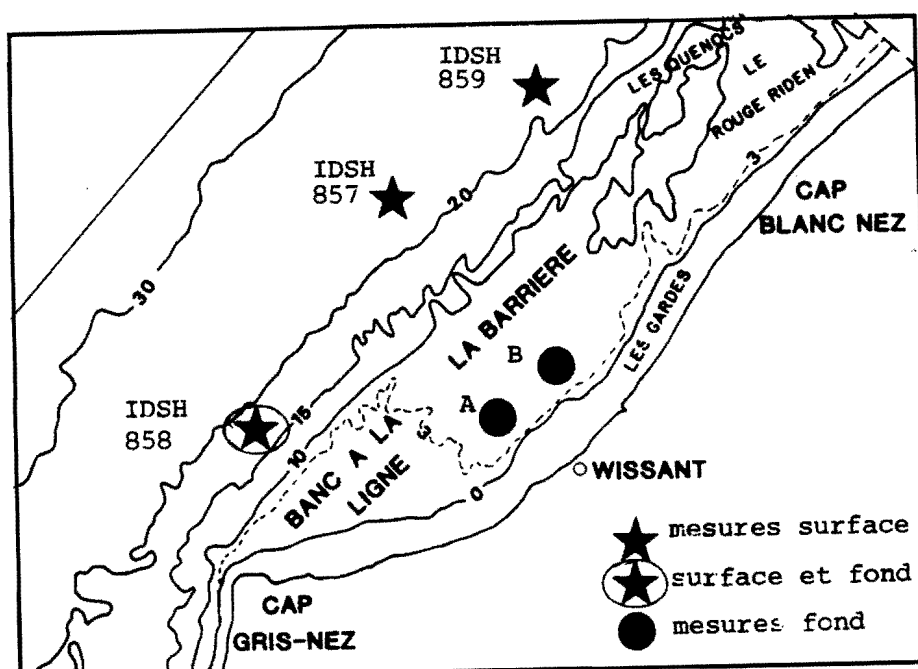 IDSH
859
LES QUENOCS
LE
ROUGE RIDEN
IDSH
857
20
3
CAP
BLANC NEZ
30
LA BARRIERE
LES GARDES
B
A
IDSH
858
15
10
3
BANC A LA
LIGNE
0
WISSANT
mesures surface
surface et fond
mesures fond
CAP
GRIS-NEZ